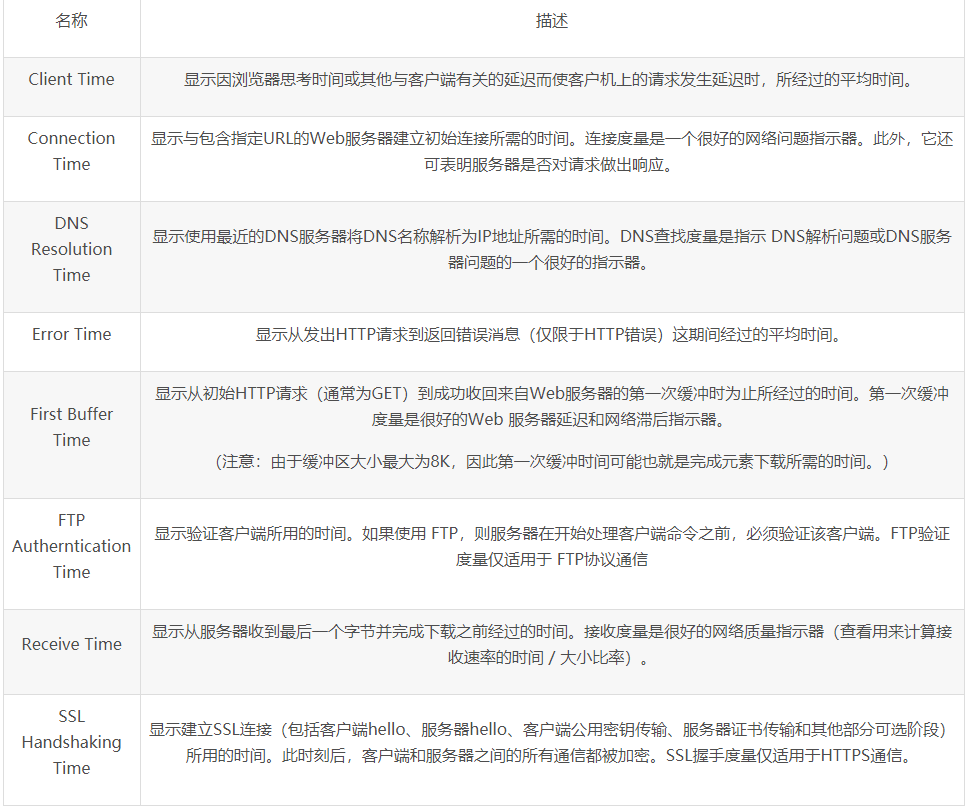 名称
描述
Client Time
显示因浏览器思考时间或其他与客户端有关的延迟而使客户机上的请求发生延迟时，所经过的平均时间。
Connection
Time
显示与包含指定URL的Web服务器建立初始连接所需的时间。连接度量是一个很好的网络问题指示器。此外，它还
可表明服务器是否对请求做出响应。
DNS
Resolution
Time
显示使用最近的DNS服务器将DNS名称解析为IP地址所需的时间。DNS查找度量是指示 DNS解析问题或DNS服务
器问题的一个很好的指示器。
Error Time
显示从发出HTTP请求到返回错误消息（仅限于HTTP错误）这期间经过的平均时间。
First Buffer
Time
显示从初始HTTP请求（通常为GET）到成功收回来自Web服务器的第一次缓冲时为止所经过的时间。第一次缓冲
度量是很好的Web 服务器延迟和网络滞后指示器。
（注意：由于缓冲区大小最大为8K，因此第一次缓冲时间可能也就是完成元素下载所需的时间。）
FTP
Autherntication
Time
显示验证客户端所用的时间。如果使用 FTP，则服务器在开始处理客户端命令之前，必须验证该客户端。FTP验证
度量仅适用于 FTP协议通信
Receive Time
显示从服务器收到最后一个字节并完成下载之前经过的时间。接收度量是很好的网络质量指示器（查看用来计算接
收速率的时间 / 大小比率）。
SSL
Handshaking
Time
显示建立SSL连接（包括客户端hello、服务器hello、客户端公用密钥传输、服务器证书传输和其他部分可选阶段）
所用的时间。此时刻后，客户端和服务器之间的所有通信都被加密。SSL握手度量仅适用于HTTPS通信。